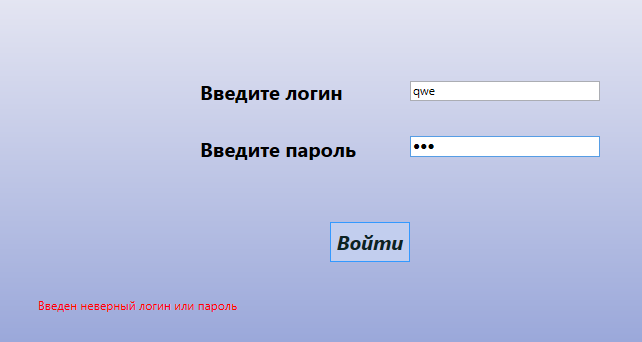 Введите логин
qwe
Введите пароль
•••
Войти
Введен неверный логин или пароль